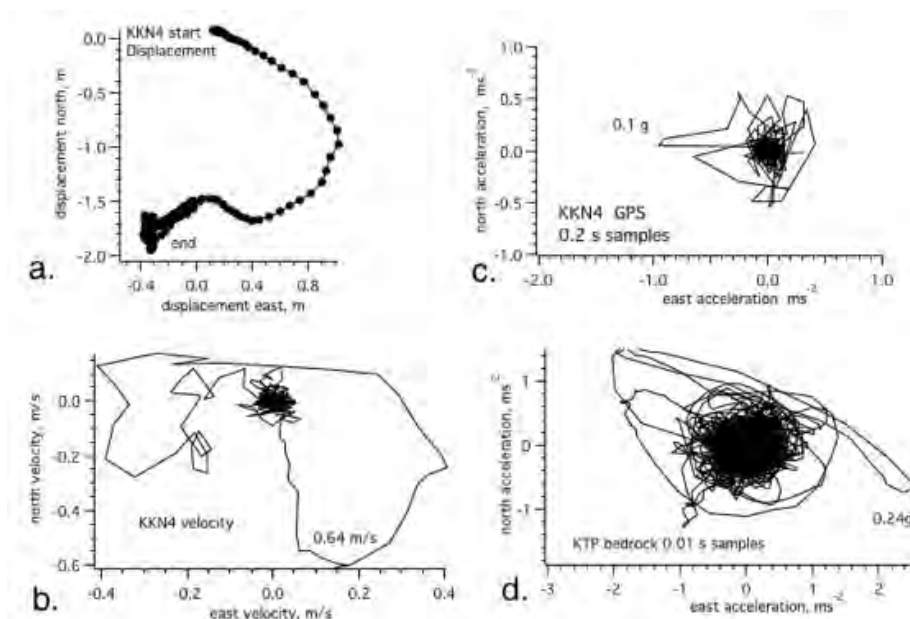 KKN4 start
Displacement
displacement north, m
0.0
-0.5
-1.0
-1.5
-2.0
end
a.
-0.4 0.0 0.4 0.8
displacement east, m
1.0
0.5
0.0
-0.5
-1.0
north acceleration, ms-2
0.1 g
KKN4 GPS
0.2 s samples
c.
-2.0 -1.0 0.0 1.0
east acceleration ms-2
0.0
-0.2
-0.4
-0.6
north velocity, m/s
KKN4 velocity
0.64 m/s
b.
-0.4 -0.2 0.0 0.2 0.4
east velocity, m/s
1
0
-1
north acceleration, ms-2
0.24g
KTP bedrock 0.01 s samples
d.
-3 -2 -1 0 1 2
east acceleration, ms-2